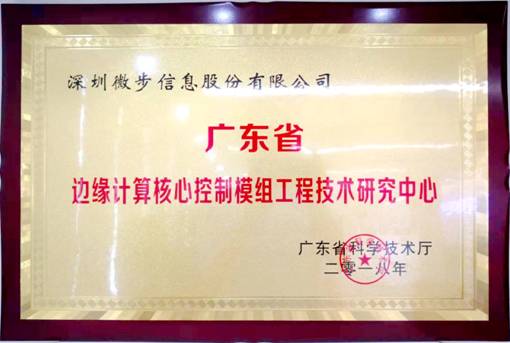 深圳微步信息股份有限公司
广东省
边缘计算核心控制模组工程技术研究中心
广东省科学技术厅
二零一八年